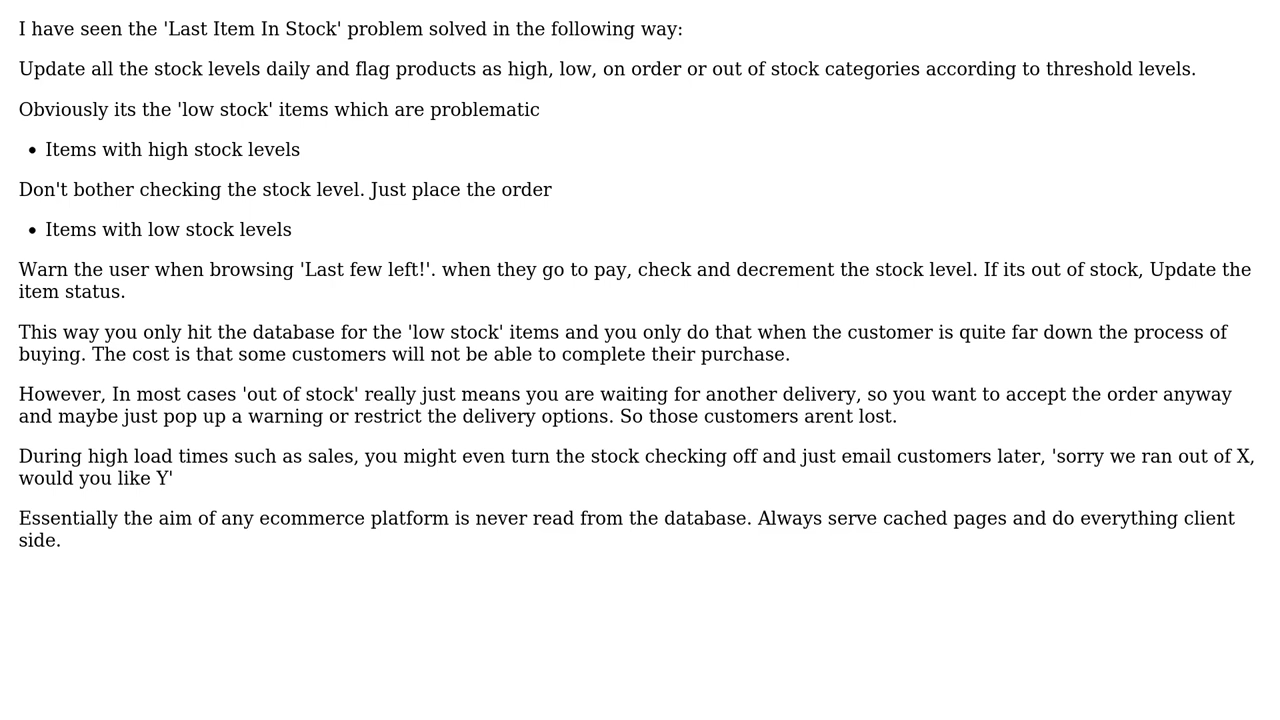 I have seen the 'Last Item In Stock' problem solved in the following way:
Update all the stock levels daily and flag products as high, low, on order or out of stock categories according to threshold levels.
Obviously its the 'low stock' items which are problematic
• Items with high stock levels
Don't bother checking the stock level. Just place the order
• Items with low stock levels
Warn the user when browsing 'Last few left!'. when they go to pay, check and decrement the stock level. If its out of stock, Update the
item status.
This way you only hit the database for the 'low stock' items and you only do that when the customer is quite far down the process of
buying. The cost is that some customers will not be able to complete their purchase.
However, In most cases 'out of stock' really just means you are waiting for another delivery, so you want to accept the order anyway
and maybe just pop up a warning or restrict the delivery options. So those customers arent lost.
During high load times such as sales, you might even turn the stock checking off and just email customers later, 'sorry we ran out of X,
would you like Y'
Essentially the aim of any ecommerce platform is never read from the database. Always serve cached pages and do everything client
side.